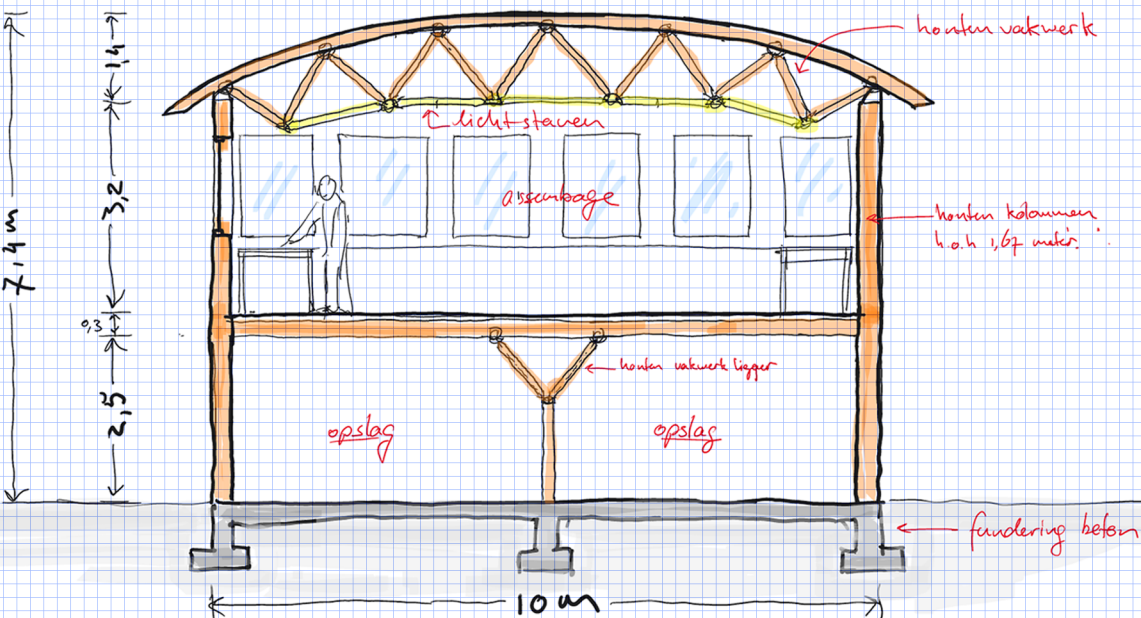 houten vakwerk
1,4
lichtstaven
7,4 m
3,2
assemblage
houten kolommen
h.o.h 1,67 meter.
0,3
houten vakwerk ligger
2,5
opslag
opslag
fundering beton
10 m